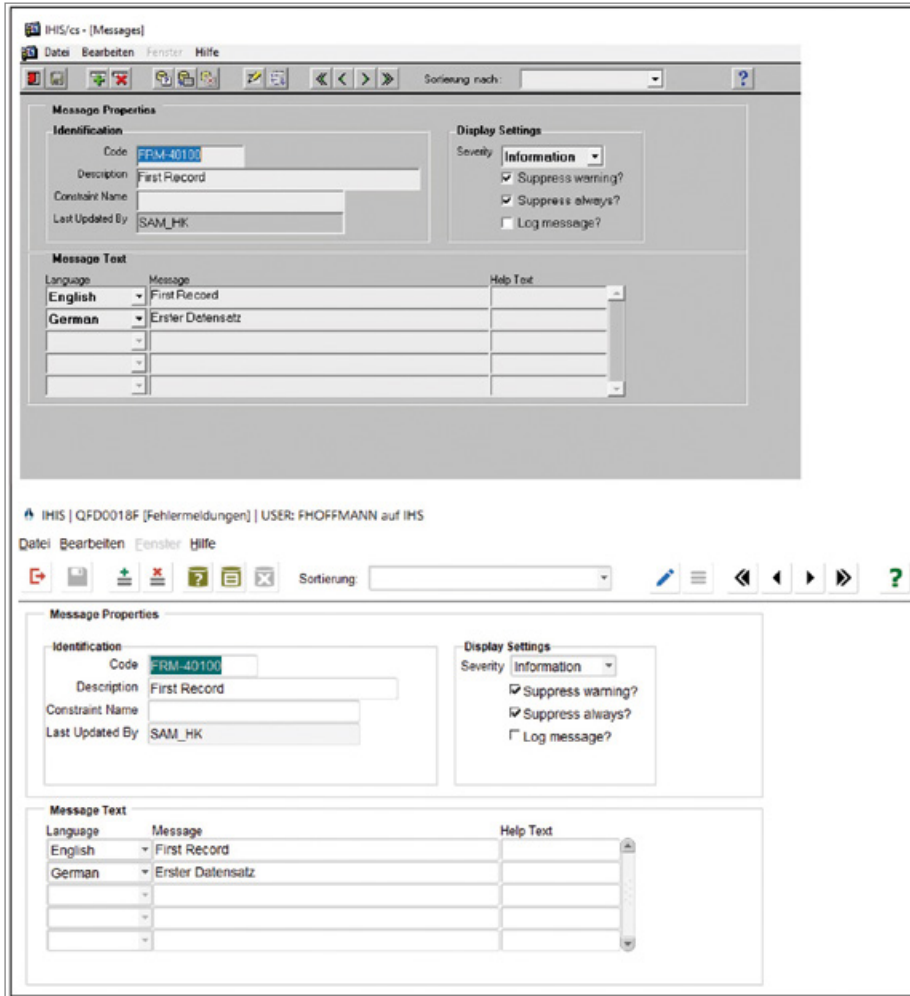 IHIS/cs - [Messages]
Datei Bearbeiten Fenster Hilfe
Sortierung nach: ?
Message Properties
Identification
Display Settings
Code FRM-40100
Severity Information
Description First Record
Suppress warning?
Constraint Name
Suppress always?
Last Updated By SAM_HK
Log message?
Message Text
Language Message Help Text
English First Record
German Erster Datensatz
IHIS | QFD0018F [Fehlermeldungen] | USER: FHOFFMANN auf IHS
Datei Bearbeiten Fenster Hilfe
? Sortierung: ?
Message Properties
Identification
Display Settings
Code FRM-40100
Severity Information
Description First Record
Suppress warning?
Constraint Name
Suppress always?
Last Updated By SAM_HK
Log message?
Message Text
Language Message Help Text
English First Record
German Erster Datensatz